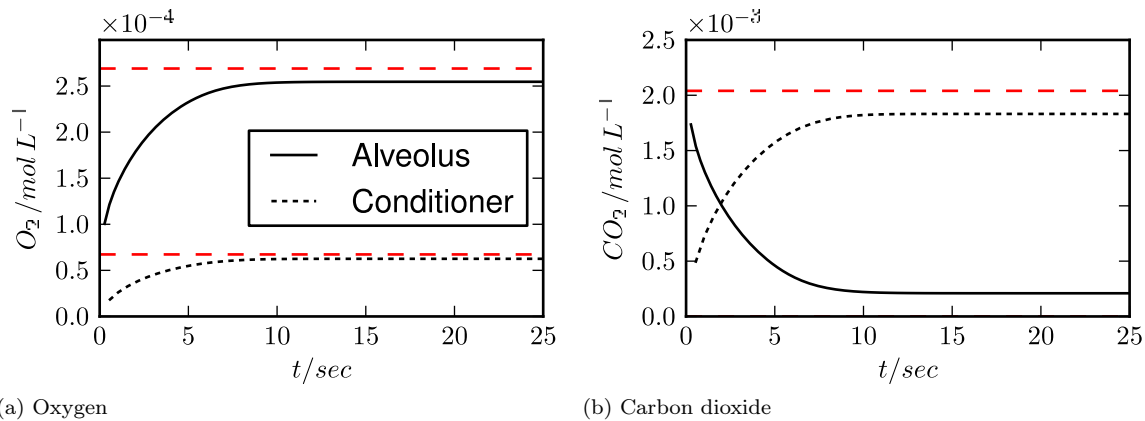 ×10⁻⁴
O₂/mol L⁻¹
2.5
2.0
1.5
1.0
0.5
0.0
0 5 10 15 20 25
t/sec
Alveolus
Conditioner
(a) Oxygen
×10⁻³
CO₂/mol L⁻¹
2.5
2.0
1.5
1.0
0.5
0.0
0 5 10 15 20 25
t/sec
(b) Carbon dioxide